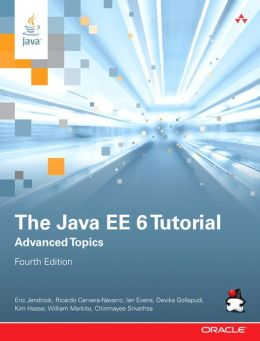 Java
The Java EE 6 Tutorial
Advanced Topics
Fourth Edition
Eric Jendrock, Ricardo Cervera-Navarro, Ian Evans, Devika Gollapudi,
Kim Haase, William Markito, Chinmayee Srivathsa
ORACLE